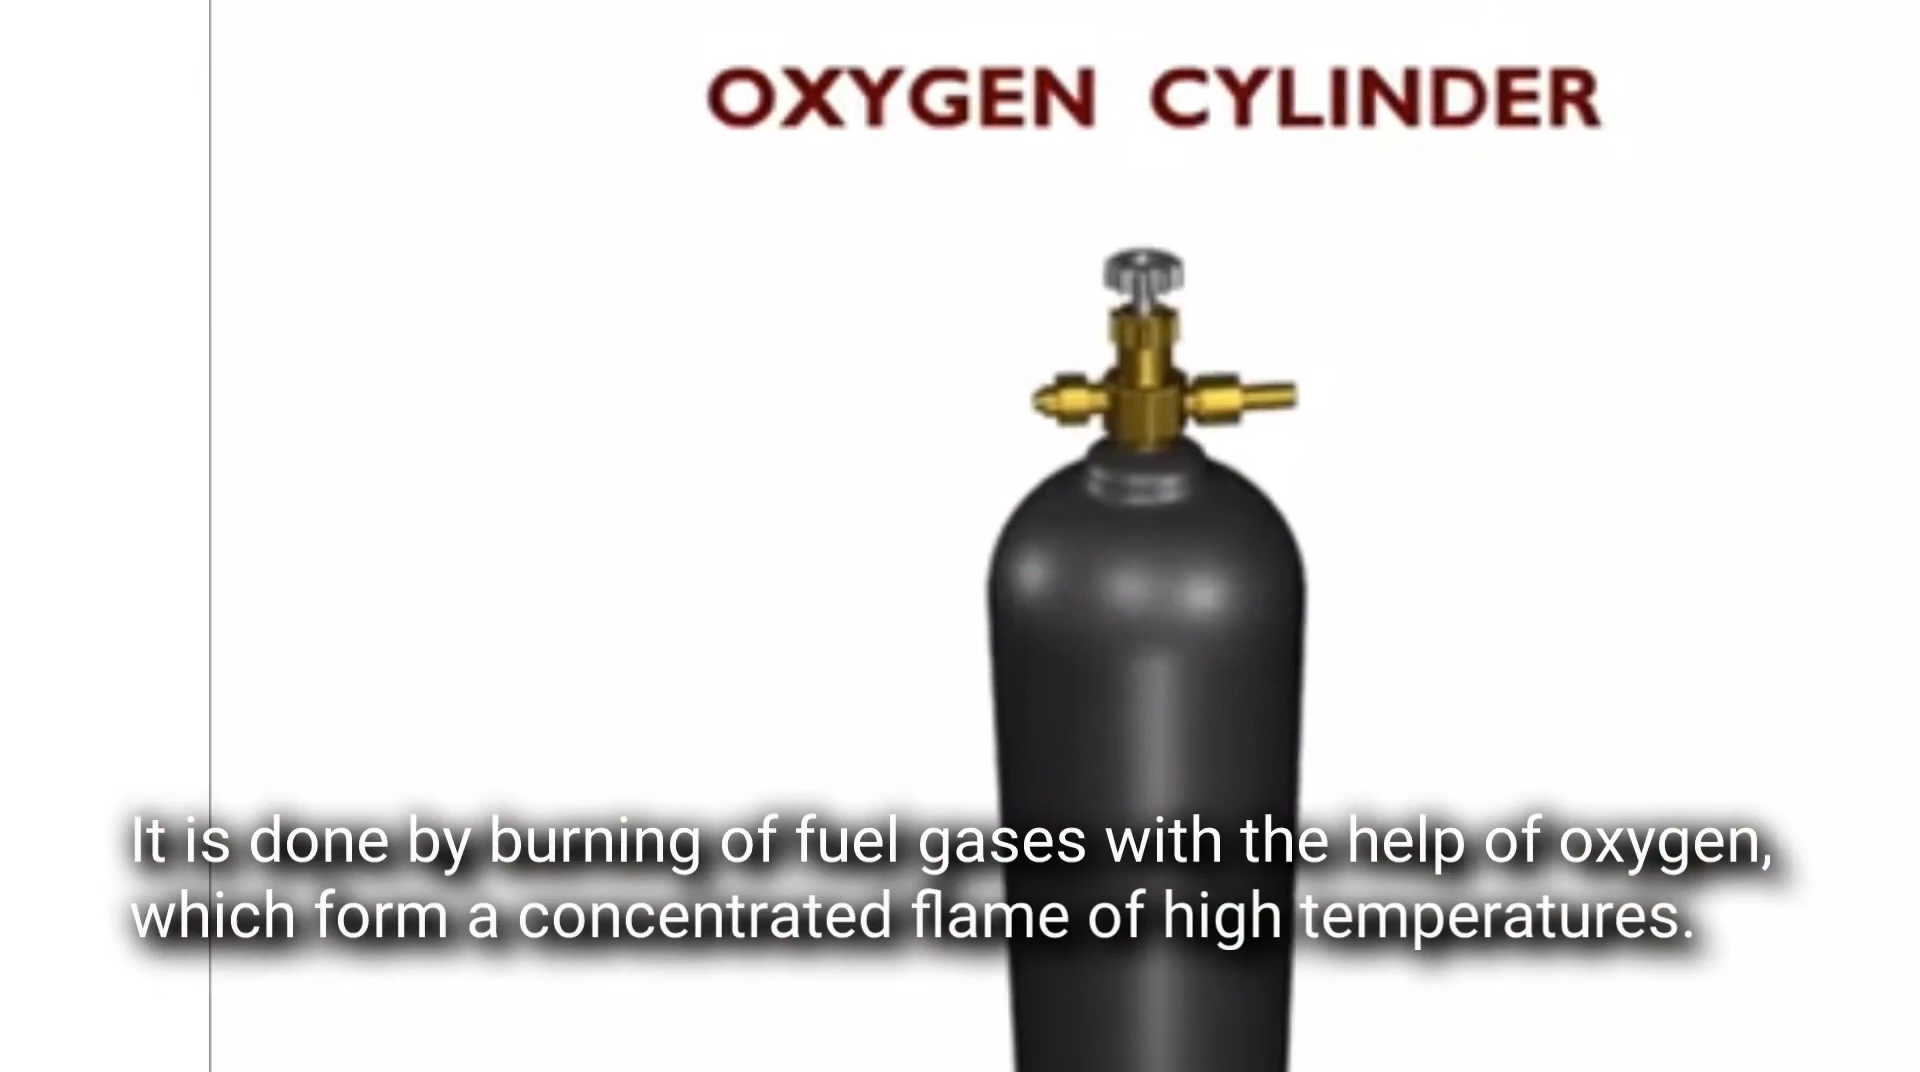 OXYGEN CYLINDER
It is done by burning of fuel gases with the help of oxygen,
which form a concentrated flame of high temperatures.